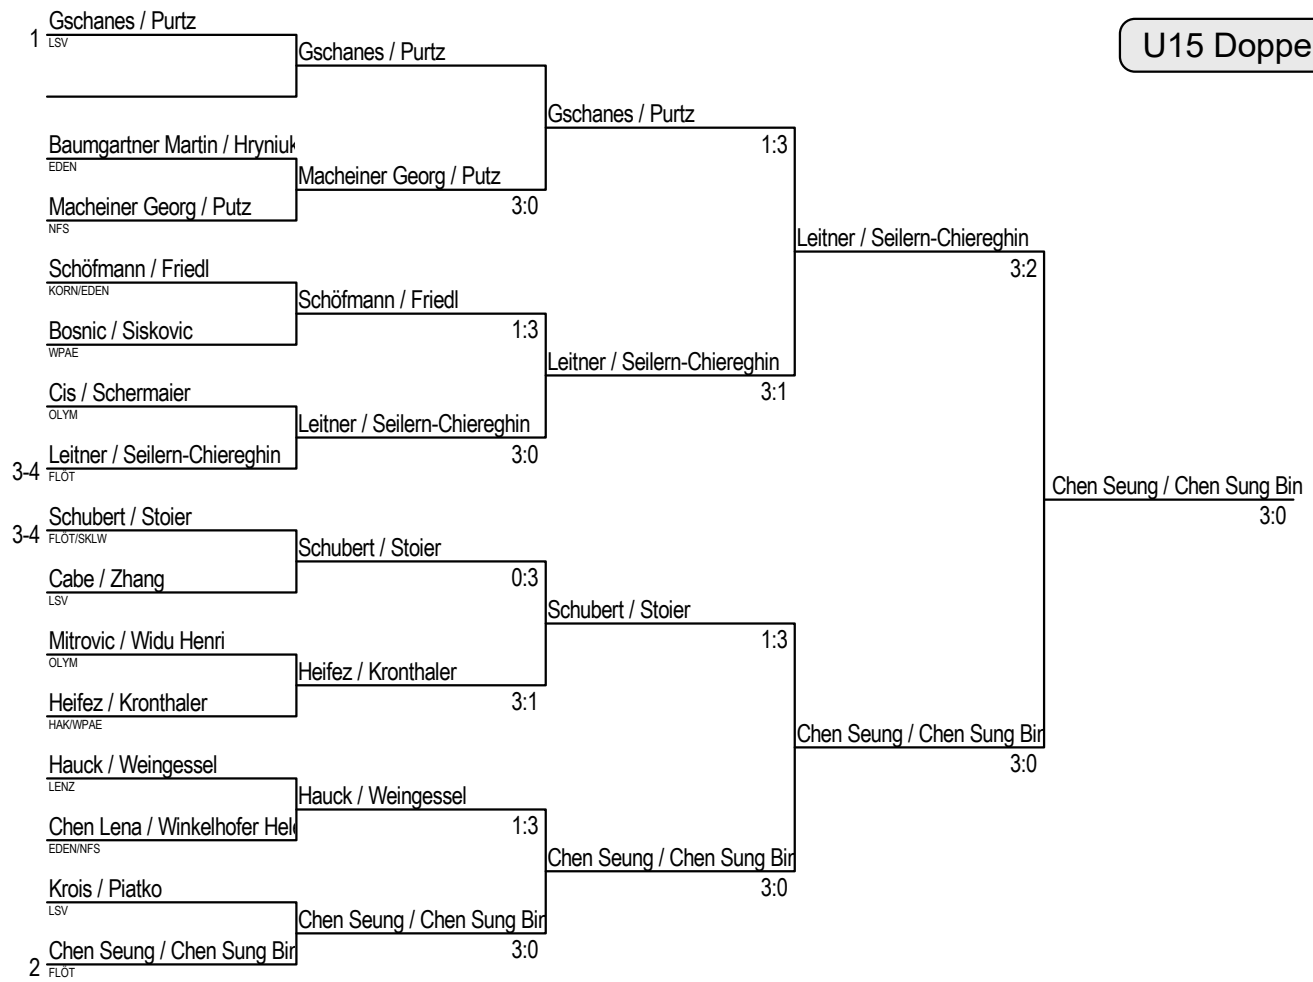 U15 Doppe
1
Gschanes / Purtz
LSV
Gschanes / Purtz
Gschanes / Purtz
1:3
Baumgartner Martin / Hryniuk
EDEN
Macheiner Georg / Putz
3:0
Macheiner Georg / Putz
NFS
Leitner / Seilern-Chiereghin
3:2
Schöfmann / Friedl
KORN/EDEN
Schöfmann / Friedl
1:3
Bosnic / Siskovic
WPAE
Leitner / Seilern-Chiereghin
3:1
Cis / Schermaier
OLYM
Leitner / Seilern-Chiereghin
3:0
3-4
Leitner / Seilern-Chiereghin
FLÖT
Chen Seung / Chen Sung Bin
3:0
3-4
Schubert / Stoier
FLÖT/SKLW
Schubert / Stoier
0:3
Cabe / Zhang
LSV
Schubert / Stoier
1:3
Mitrovic / Widu Henri
OLYM
Heifez / Kronthaler
3:1
Heifez / Kronthaler
HAK/WPAE
Chen Seung / Chen Sung Bin
3:0
Hauck / Weingessel
LENZ
Hauck / Weingessel
1:3
Chen Lena / Winkelhofer Hele
EDEN/NFS
Chen Seung / Chen Sung Bin
3:0
Krois / Piatko
LSV
Chen Seung / Chen Sung Bin
3:0
2
Chen Seung / Chen Sung Bin
FLÖT